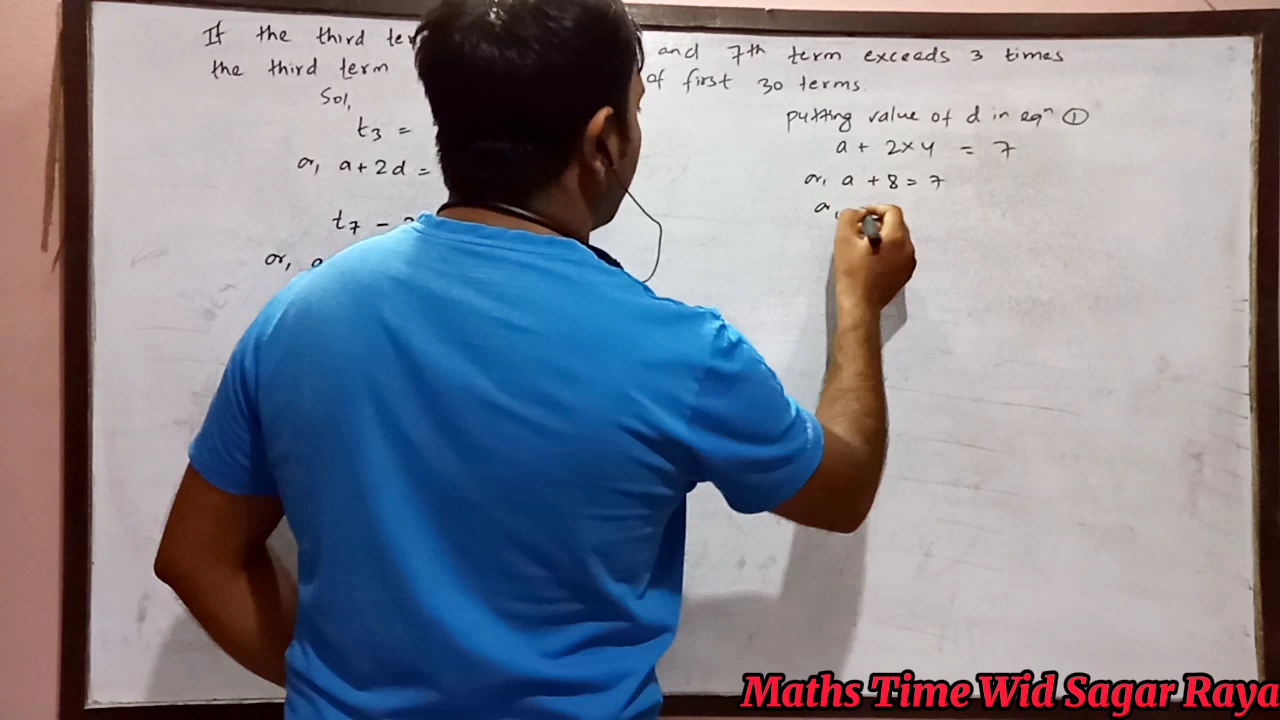 If the third ter and 7th term exceeds 3 times
the third term of first 30 terms.
Sol,
t3 =
or, a + 2d =
t7 -
or, a
putting value of d in eqn ①
a + 2×4 = 7
or, a + 8 = 7
or,
Maths Time Wid Sagar Raya